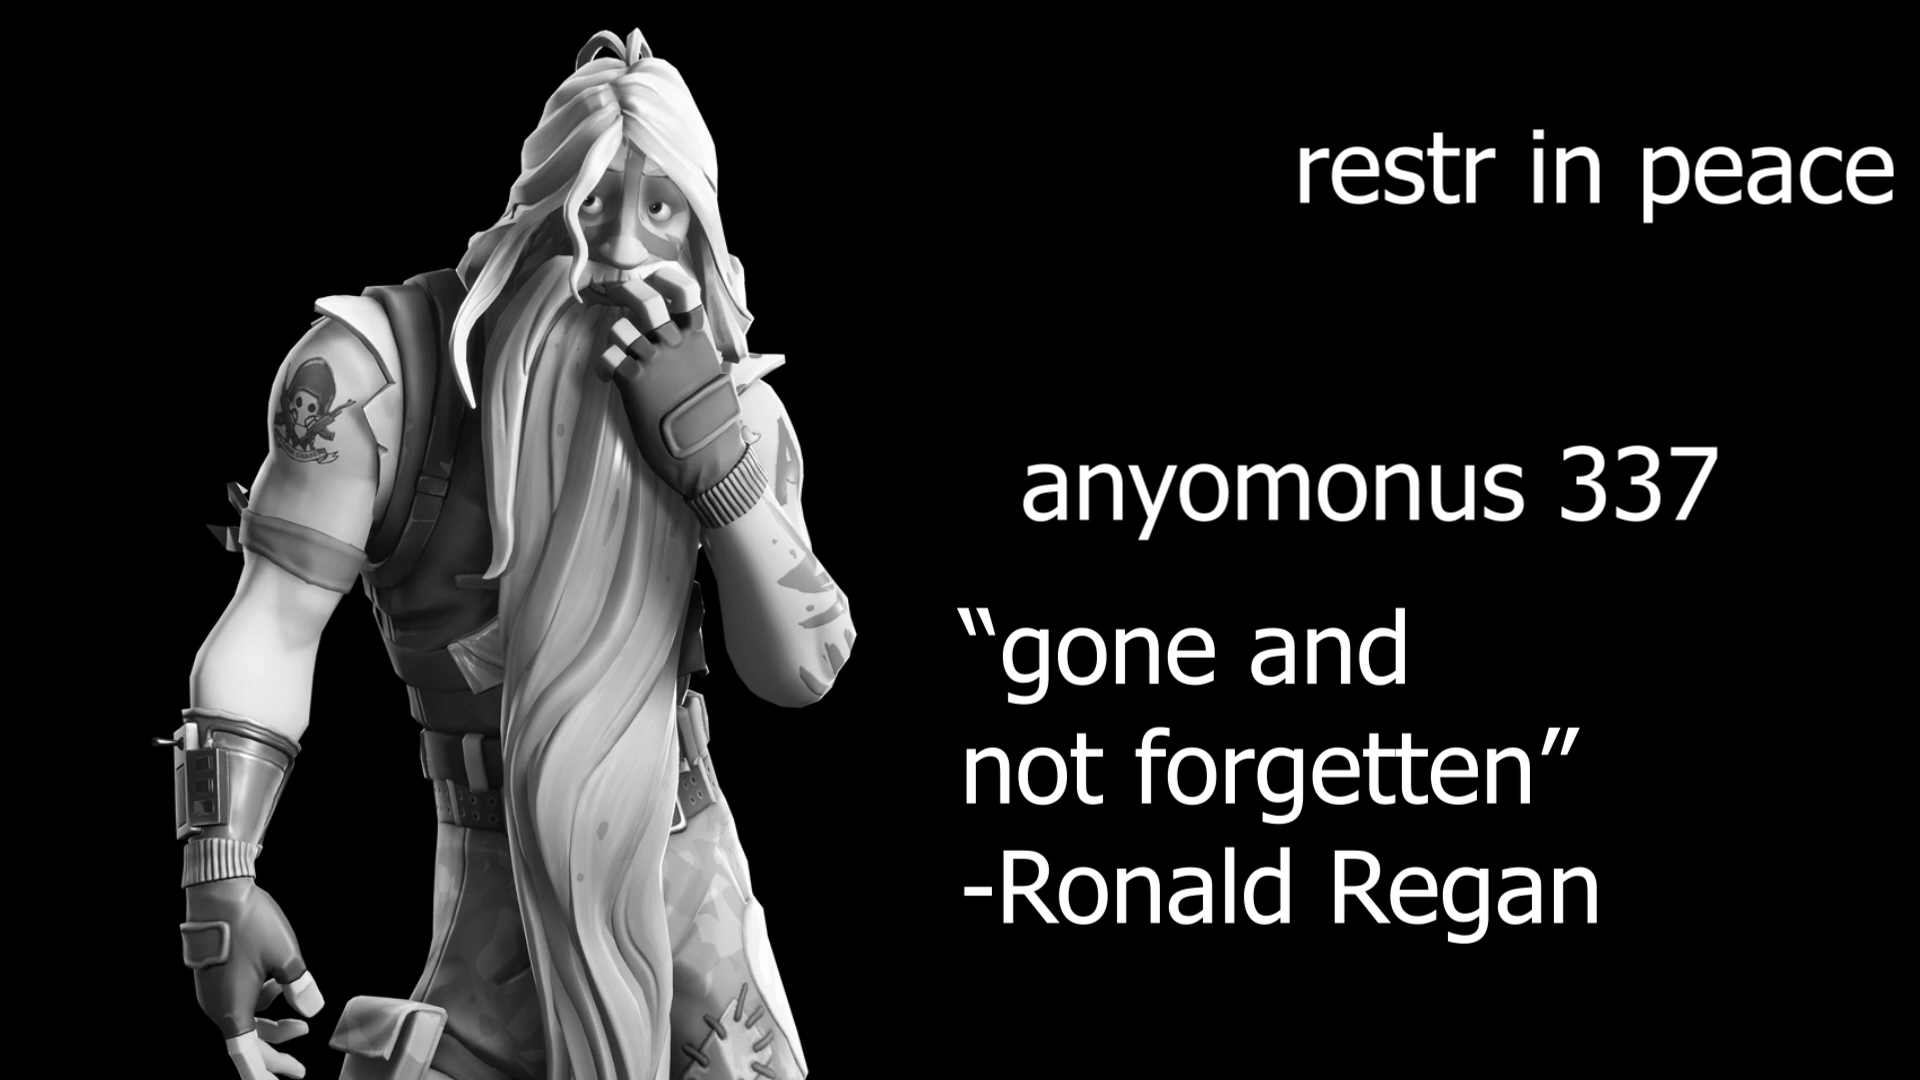 restr in peace
anyomonus 337
“gone and
not forgetten”
-Ronald Regan